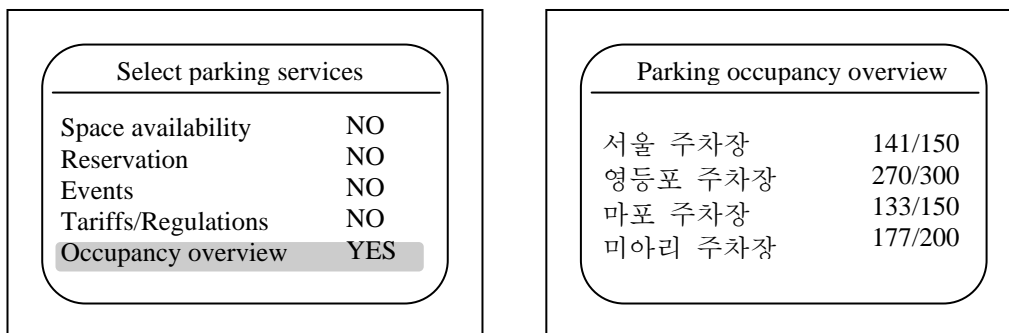 Select parking services
Space availability NO
Reservation NO
Events NO
Tariffs/Regulations NO
Occupancy overview YES
Parking occupancy overview
서울 주차장 141/150
영등포 주차장 270/300
마포 주차장 133/150
미아리 주차장 177/200